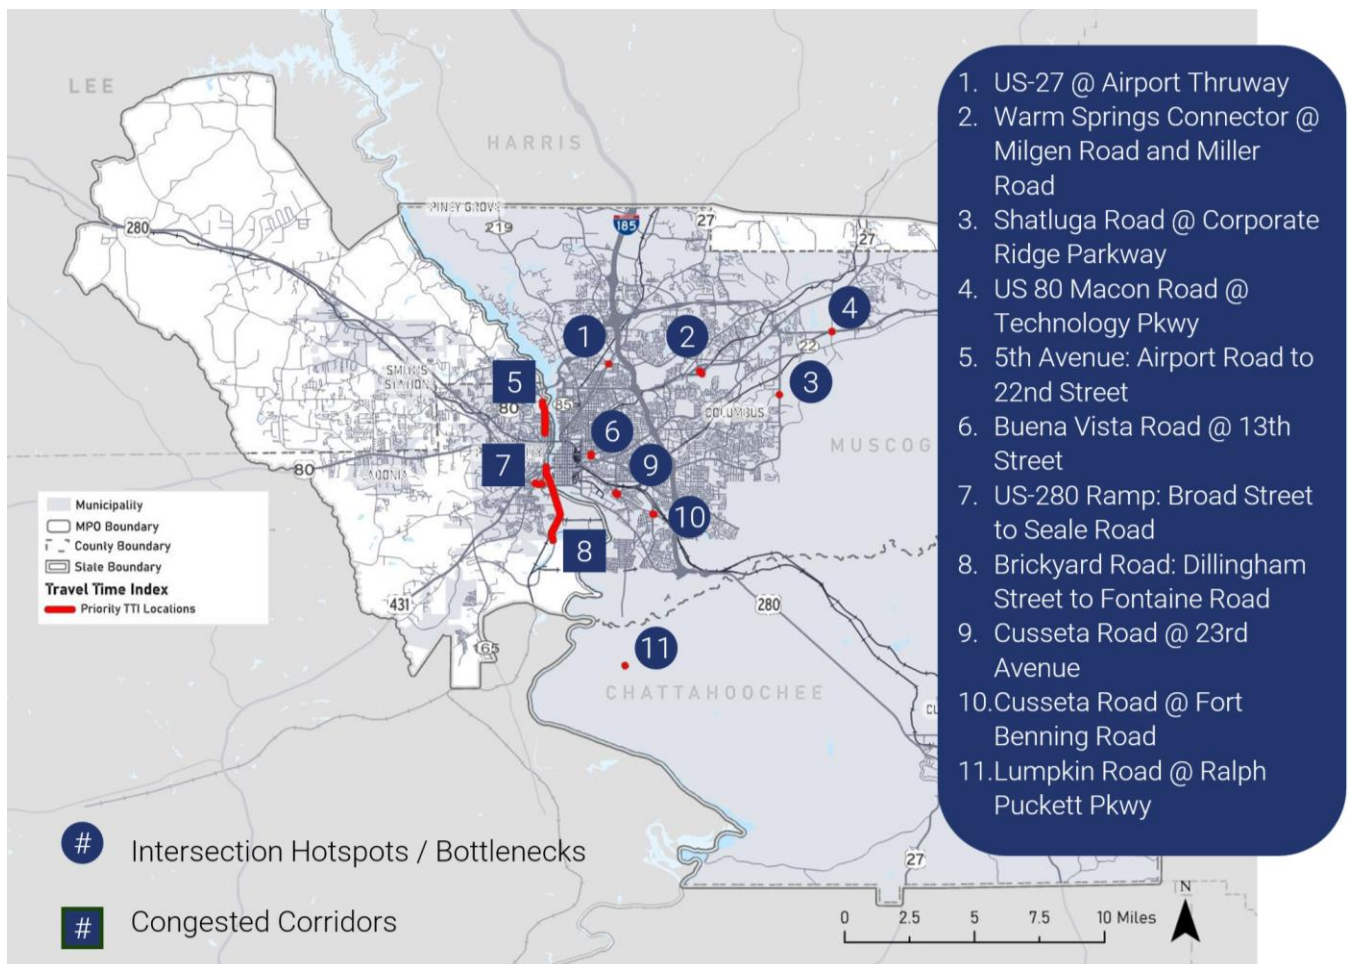 LEE
HARRIS
PINEY GROVE
219
185
27
27
280
1
2
4
22
3
SMITHS
STATION
5
80
85
COLUMBUS
MUSCOG
6
7
9
80
LADONIA
10
8
431
280
165
11
CHATTAHOOCHEE
CU
27
1. US-27 @ Airport Thruway
2. Warm Springs Connector @
Milgen Road and Miller
Road
3. Shatluga Road @ Corporate
Ridge Parkway
4. US 80 Macon Road @
Technology Pkwy
5. 5th Avenue: Airport Road to
22nd Street
6. Buena Vista Road @ 13th
Street
7. US-280 Ramp: Broad Street
to Seale Road
8. Brickyard Road: Dillingham
Street to Fontaine Road
9. Cusseta Road @ 23rd
Avenue
10.Cusseta Road @ Fort
Benning Road
11.Lumpkin Road @ Ralph
Puckett Pkwy
Municipality
MPO Boundary
County Boundary
State Boundary
Travel Time Index
Priority TTI Locations
# Intersection Hotspots / Bottlenecks
# Congested Corridors
N
0 2.5 5 7.5 10 Miles